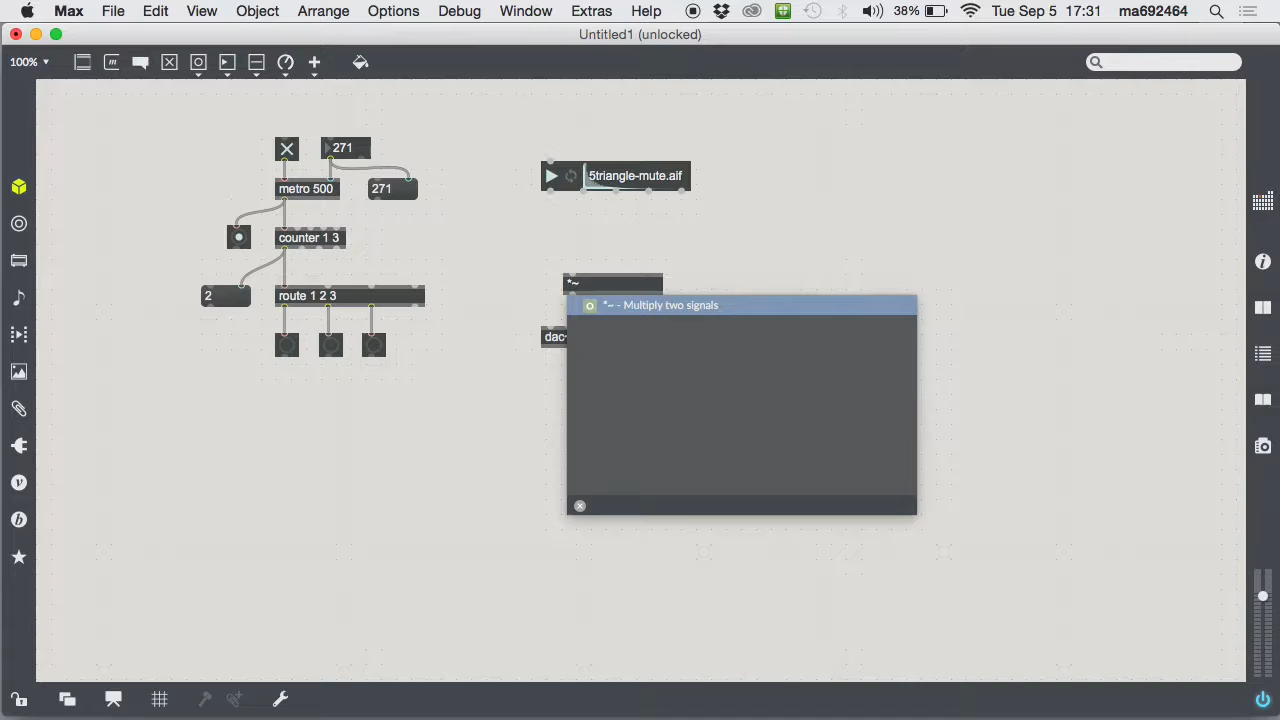 Max File Edit View Object Arrange Options Debug Window Extras Help 38% Tue Sep 5 17:31 ma692464
Untitled1 (unlocked)
100%
m
271
5triangle-mute.aif
metro 500
271
counter 1 3
*~
2
route 1 2 3
*~ - Multiply two signals
dac~
v
b